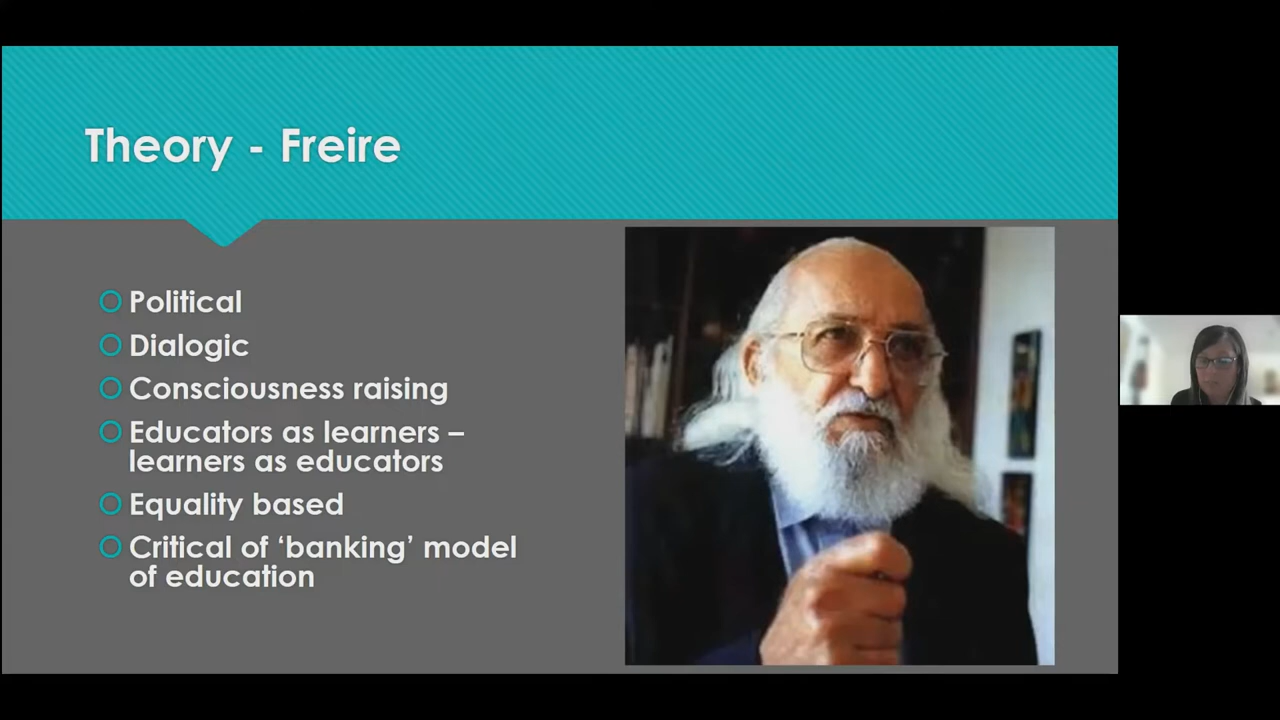 Theory - Freire
Political
Dialogic
Consciousness raising
Educators as learners –
learners as educators
Equality based
Critical of ‘banking’ model
of education